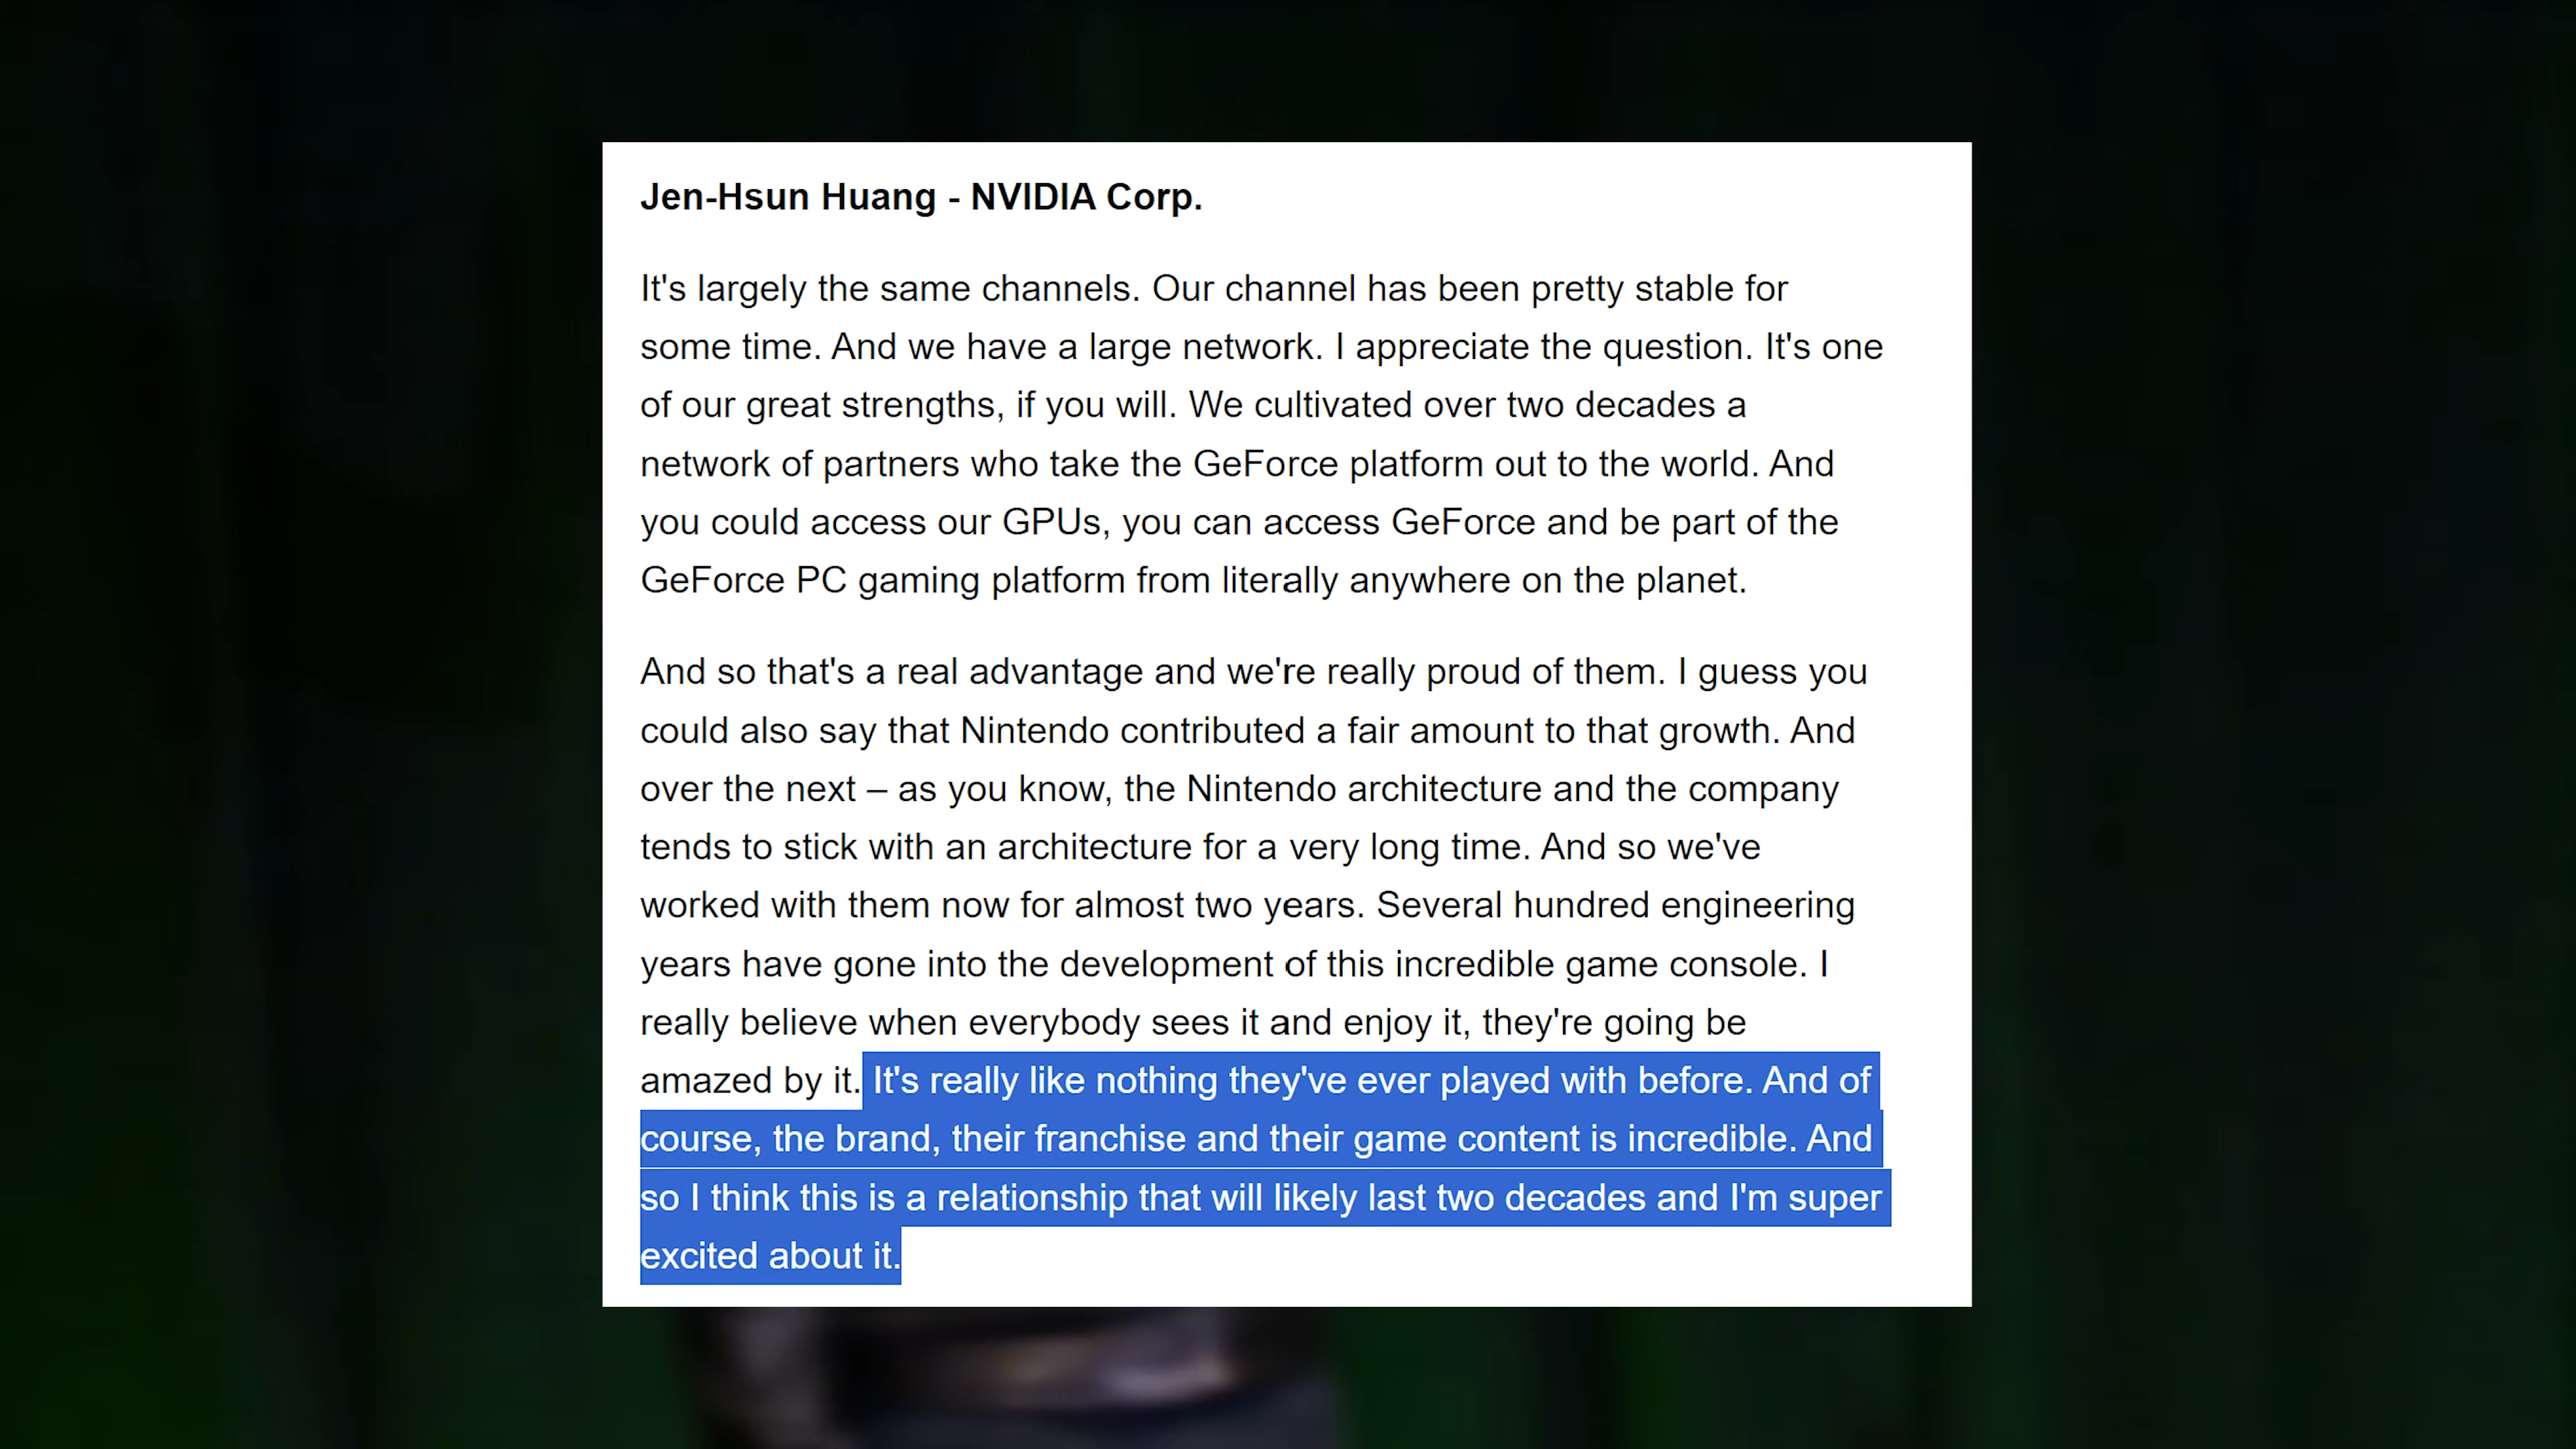 Jen-Hsun Huang - NVIDIA Corp.
It's largely the same channels. Our channel has been pretty stable for
some time. And we have a large network. I appreciate the question. It's one
of our great strengths, if you will. We cultivated over two decades a
network of partners who take the GeForce platform out to the world. And
you could access our GPUs, you can access GeForce and be part of the
GeForce PC gaming platform from literally anywhere on the planet.
And so that's a real advantage and we're really proud of them. I guess you
could also say that Nintendo contributed a fair amount to that growth. And
over the next – as you know, the Nintendo architecture and the company
tends to stick with an architecture for a very long time. And so we've
worked with them now for almost two years. Several hundred engineering
years have gone into the development of this incredible game console. I
really believe when everybody sees it and enjoy it, they're going be
amazed by it. It's really like nothing they've ever played with before. And of
course, the brand, their franchise and their game content is incredible. And
so I think this is a relationship that will likely last two decades and I'm super
excited about it.